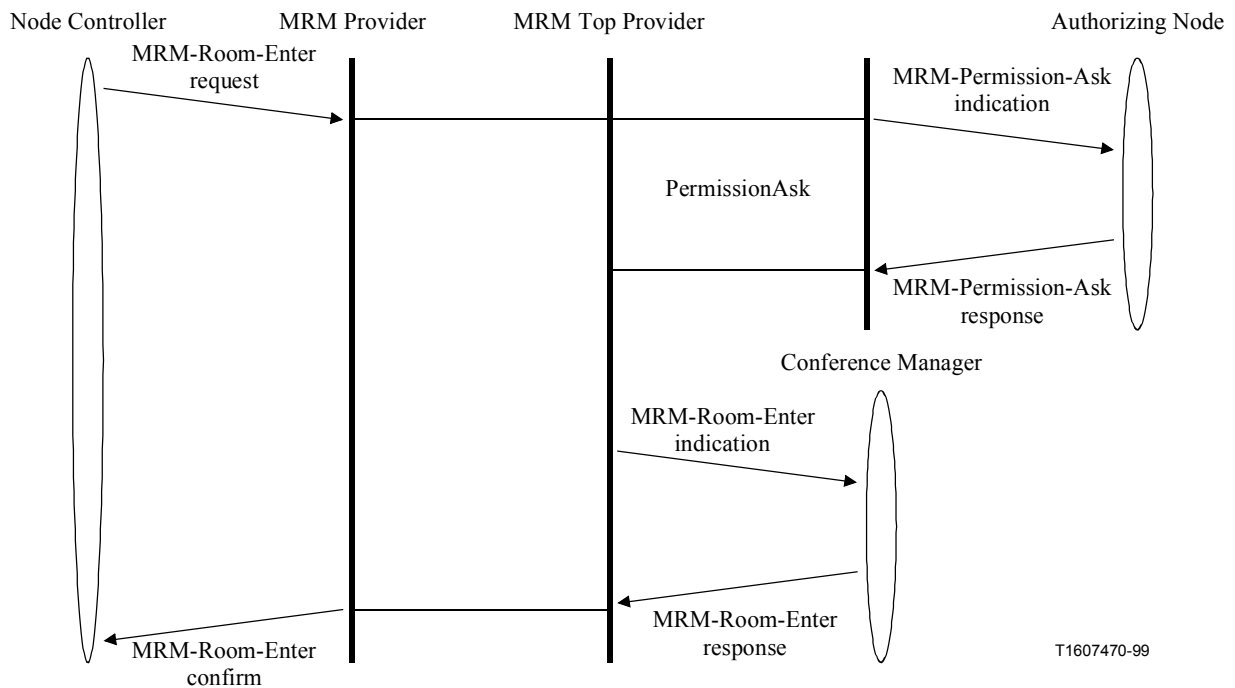 Node Controller
MRM Provider
MRM Top Provider
Authorizing Node
MRM-Room-Enter
request
MRM-Permission-Ask
indication
PermissionAsk
MRM-Permission-Ask
response
Conference Manager
MRM-Room-Enter
indication
MRM-Room-Enter
response
MRM-Room-Enter
confirm
T1607470-99